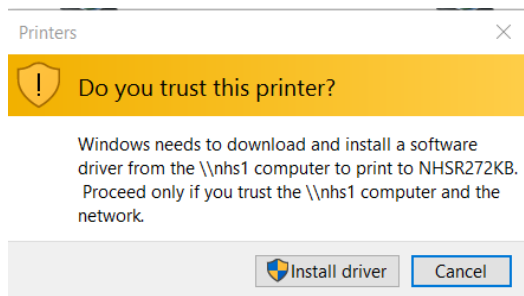 Printers
Do you trust this printer?
Windows needs to download and install a software
driver from the \\nhs1 computer to print to NHSR272KB.
Proceed only if you trust the \\nhs1 computer and the
network.
Install driver
Cancel